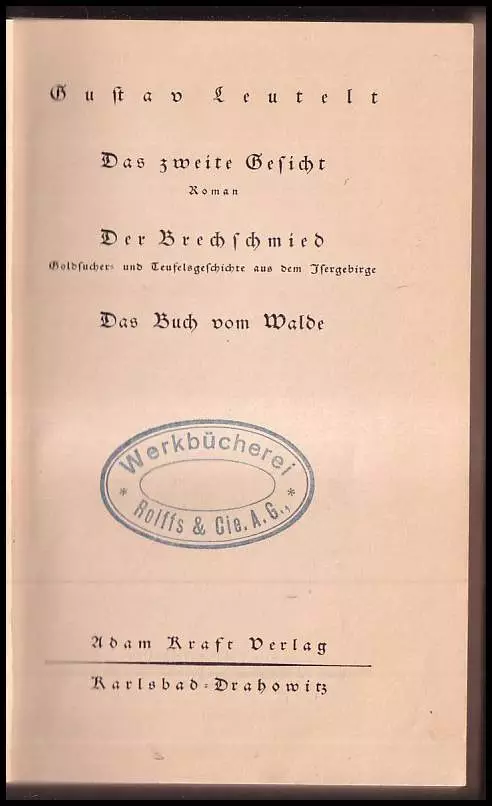 Guſtav Leutelt
Das zweite Geſicht
Roman
Der Brechſchmied
Goldſucher= und Teufelsgeſchichte aus dem Iſergebirge
Das Buch vom Walde
Werkbücherei
* Rolffs & Cie. A. G., *
Adam Kraft Verlag
Karlsbad=Drahowitz